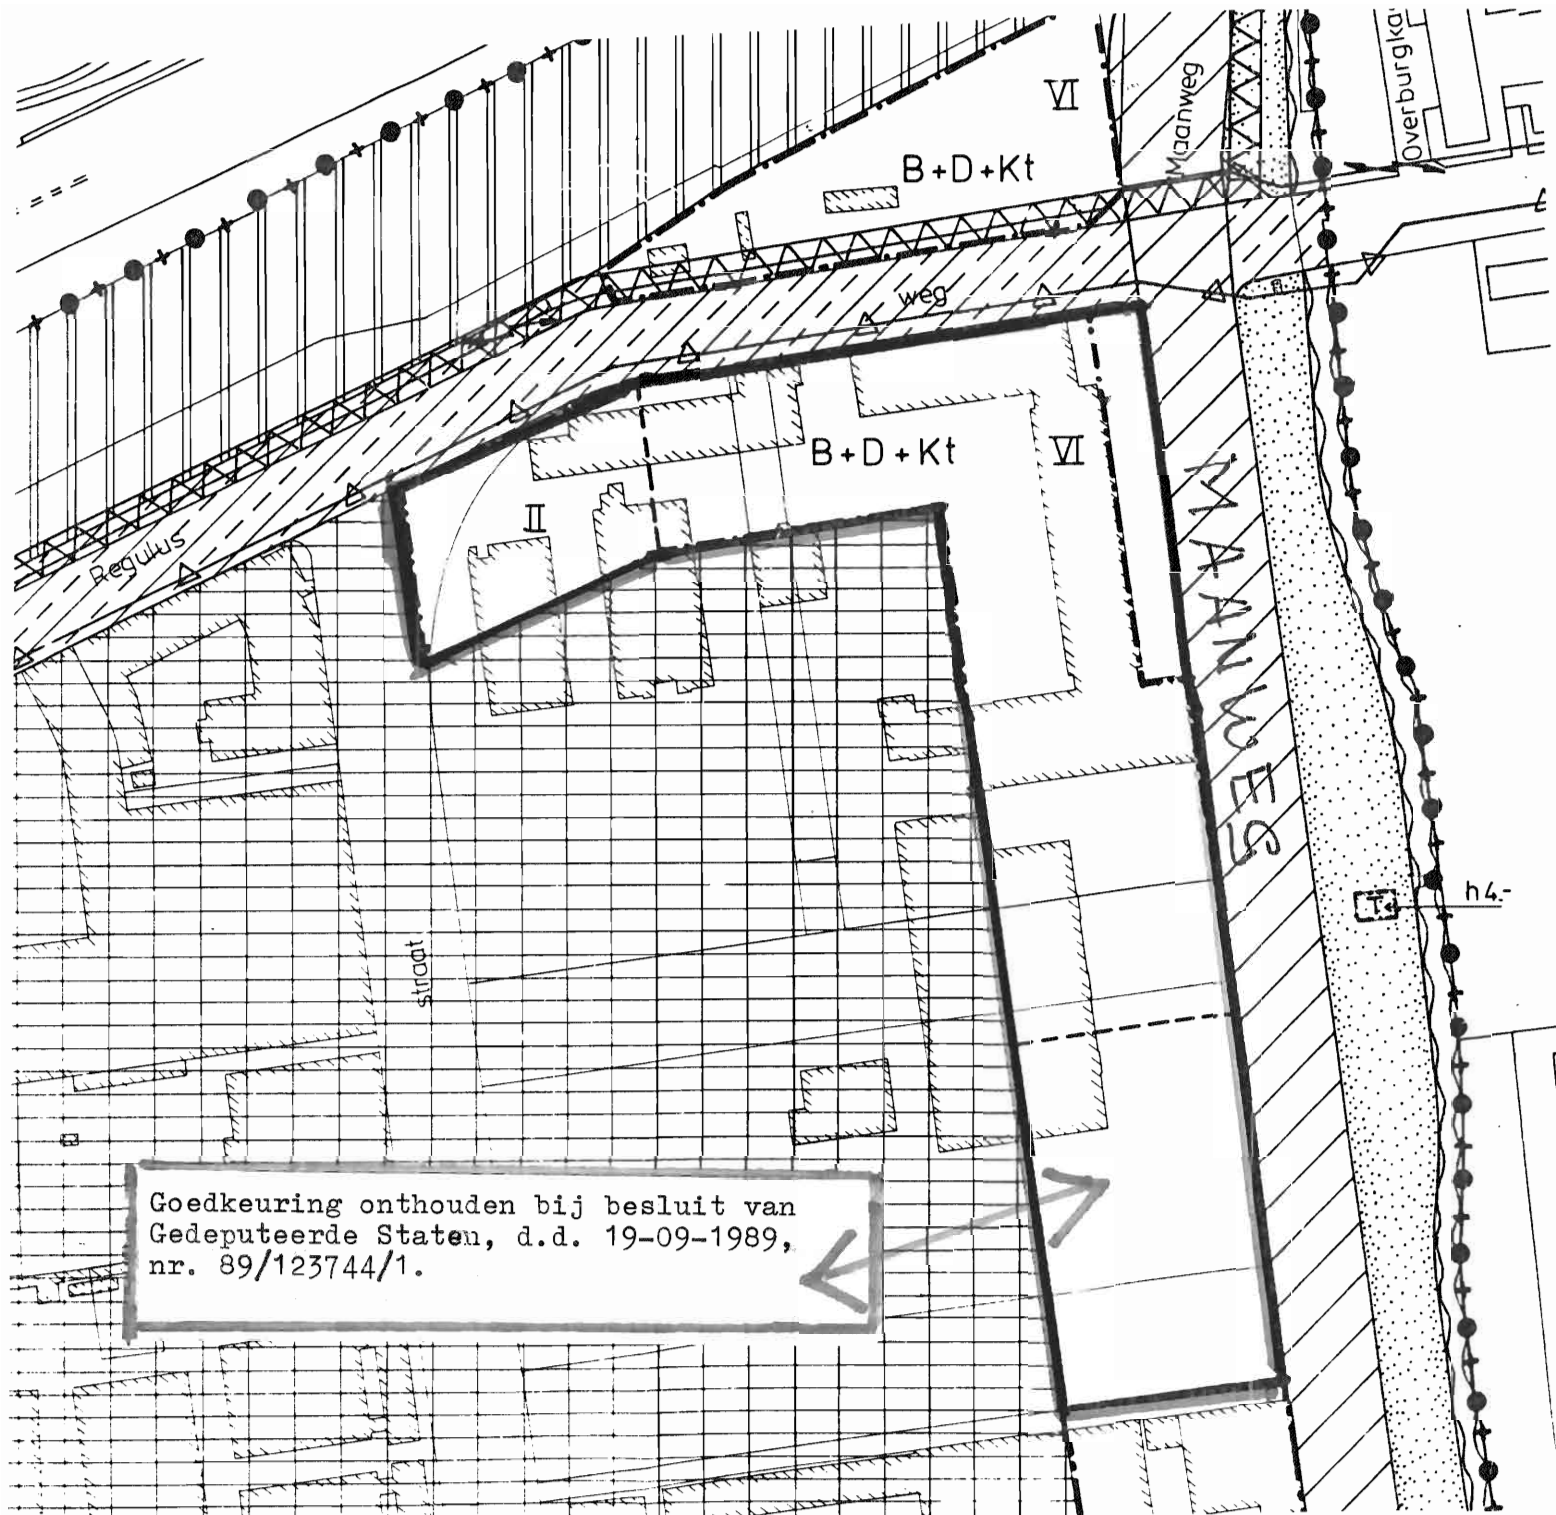 Overburgka
VI
Maanweg
B+D+Kt
weg
B+D+Kt
VI
II
MAANWEG
Regulus
h4.-
T
straat
Goedkeuring onthouden bij besluit van
Gedeputeerde Staten, d.d. 19-09-1989,
nr. 89/123744/1.